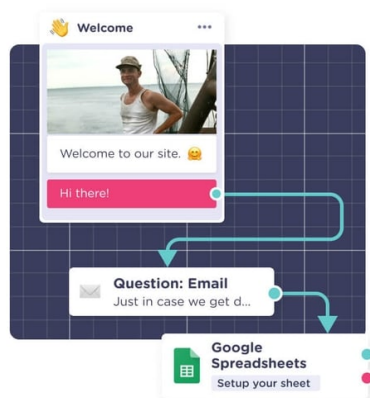 Welcome
Welcome to our site. 🤗
Hi there!
Question: Email
Just in case we get d...
Google
Spreadsheets
Setup your sheet